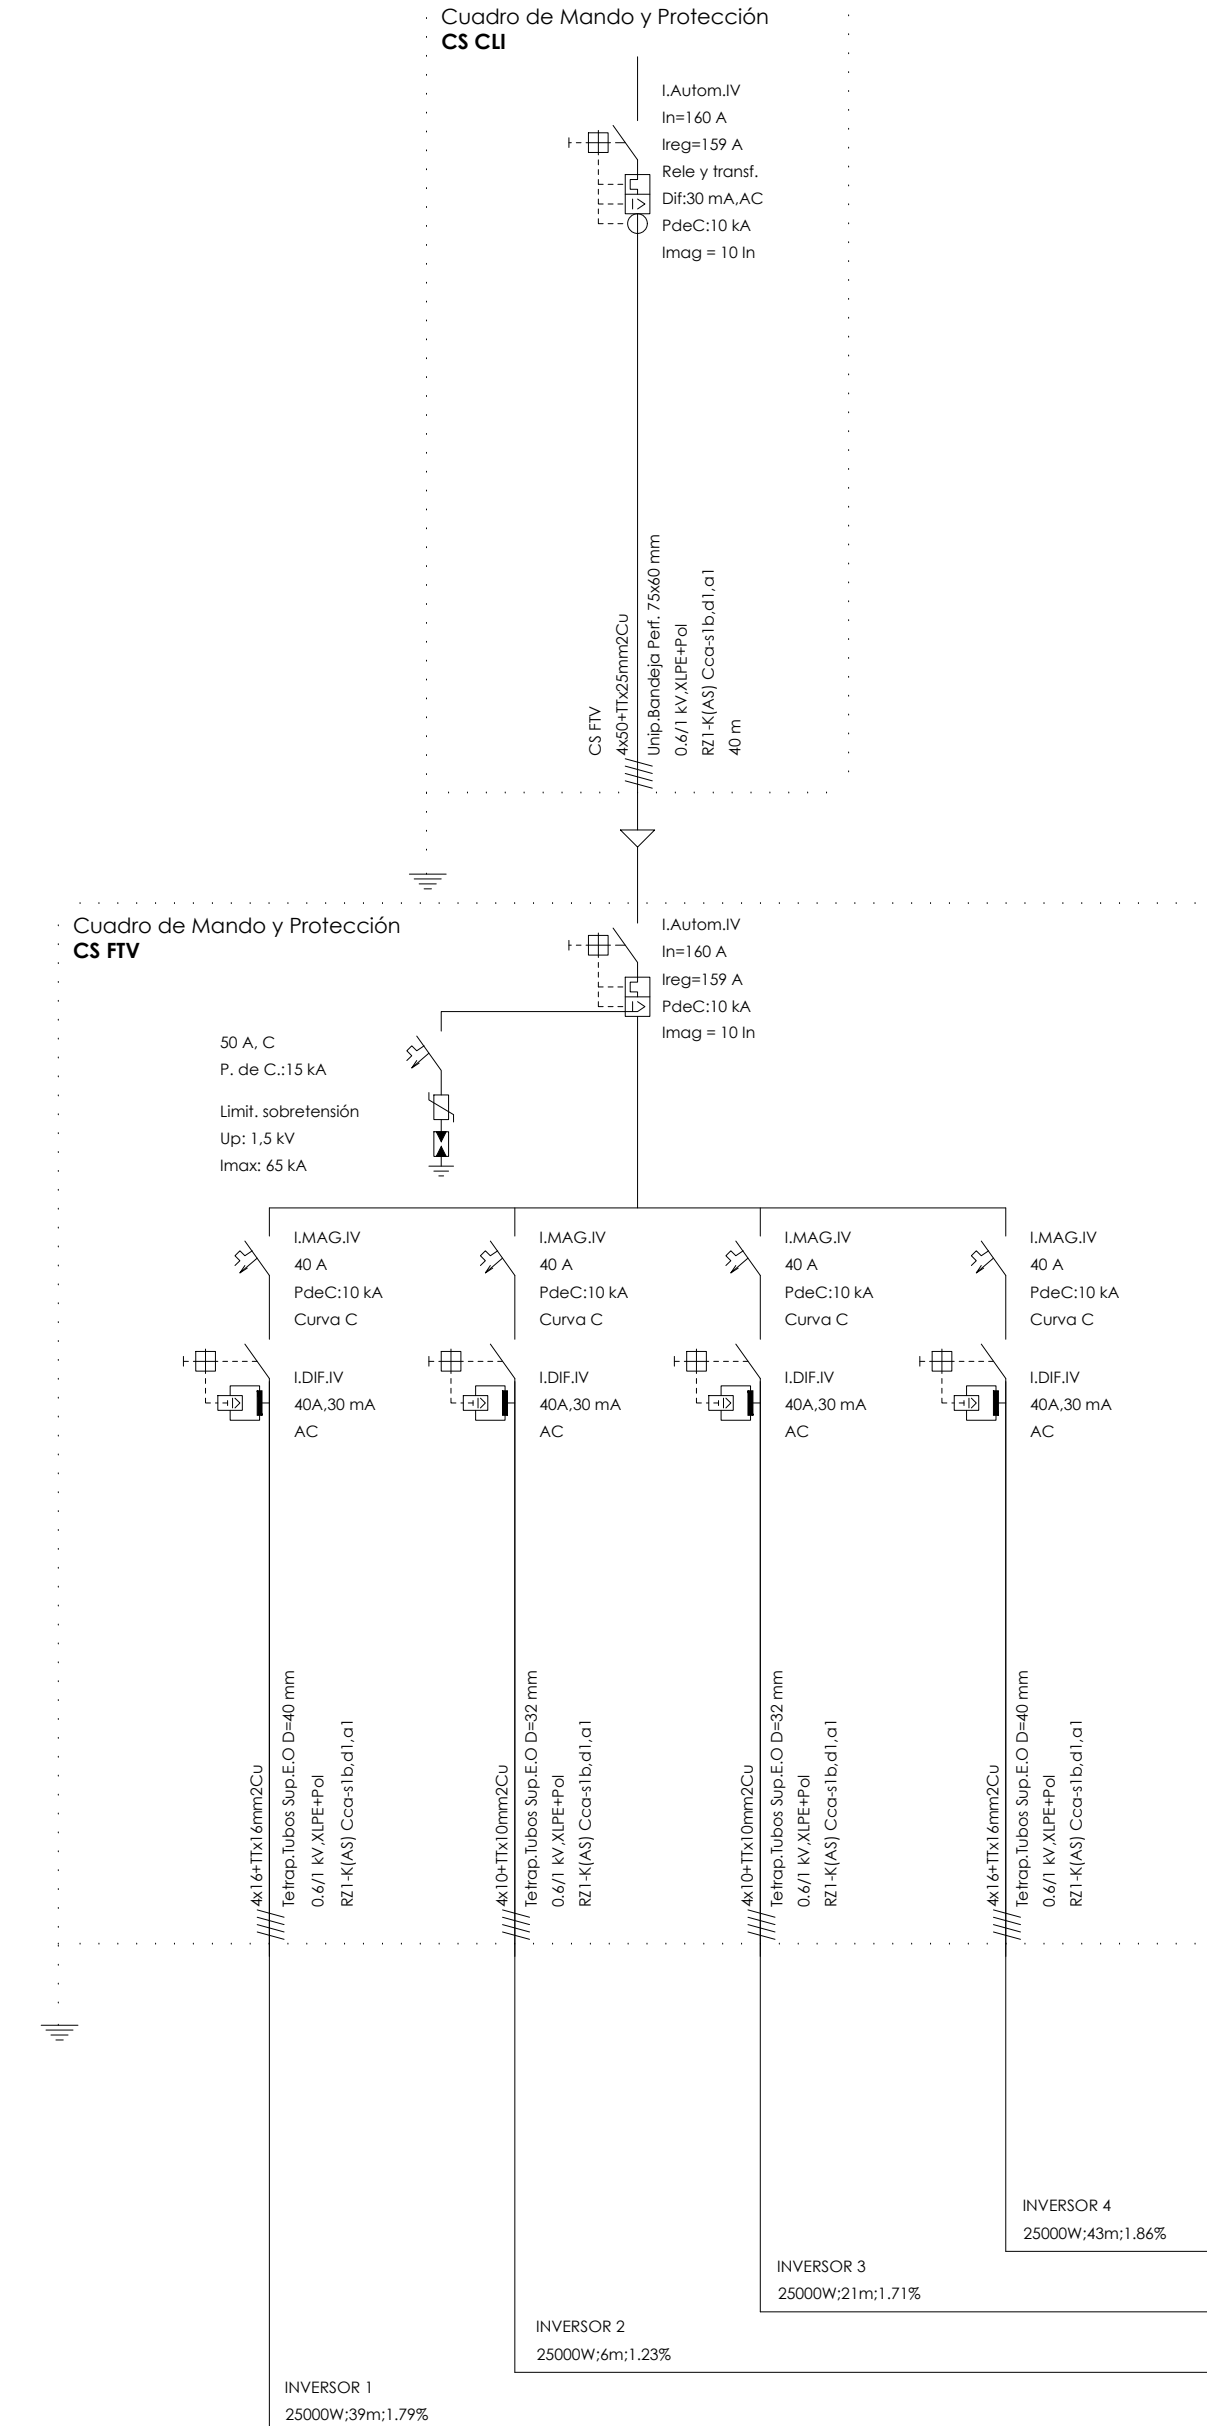 Cuadro de Mando y Protección
CS CLI
I.Autom.IV
In=160 A
Ireg=159 A
Rele y transf.
Dif:30 mA,AC
PdeC:10 kA
Imag = 10 In
CS FTV
4x50+TTx25mm2Cu
Unip.Bandeja Perf. 75x60 mm
0.6/1 kV,XLPE+Pol
RZ1-K(AS) Cca-s1b,d1,a1
40 m
Cuadro de Mando y Protección
CS FTV
I.Autom.IV
In=160 A
Ireg=159 A
PdeC:10 kA
Imag = 10 In
50 A, C
P. de C.:15 kA
Limit. sobretensión
Up: 1,5 kV
Imax: 65 kA
I.MAG.IV
40 A
PdeC:10 kA
Curva C
I.DIF.IV
40A,30 mA
AC
I.MAG.IV
40 A
PdeC:10 kA
Curva C
I.DIF.IV
40A,30 mA
AC
I.MAG.IV
40 A
PdeC:10 kA
Curva C
I.DIF.IV
40A,30 mA
AC
I.MAG.IV
40 A
PdeC:10 kA
Curva C
I.DIF.IV
40A,30 mA
AC
4x16+TTx16mm2Cu
Tetrap.Tubos Sup.E.O D=40 mm
0.6/1 kV,XLPE+Pol
RZ1-K(AS) Cca-s1b,d1,a1
4x10+TTx10mm2Cu
Tetrap.Tubos Sup.E.O D=32 mm
0.6/1 kV,XLPE+Pol
RZ1-K(AS) Cca-s1b,d1,a1
4x10+TTx10mm2Cu
Tetrap.Tubos Sup.E.O D=32 mm
0.6/1 kV,XLPE+Pol
RZ1-K(AS) Cca-s1b,d1,a1
4x16+TTx16mm2Cu
Tetrap.Tubos Sup.E.O D=40 mm
0.6/1 kV,XLPE+Pol
RZ1-K(AS) Cca-s1b,d1,a1
INVERSOR 4
25000W;43m;1.86%
INVERSOR 3
25000W;21m;1.71%
INVERSOR 2
25000W;6m;1.23%
INVERSOR 1
25000W;39m;1.79%